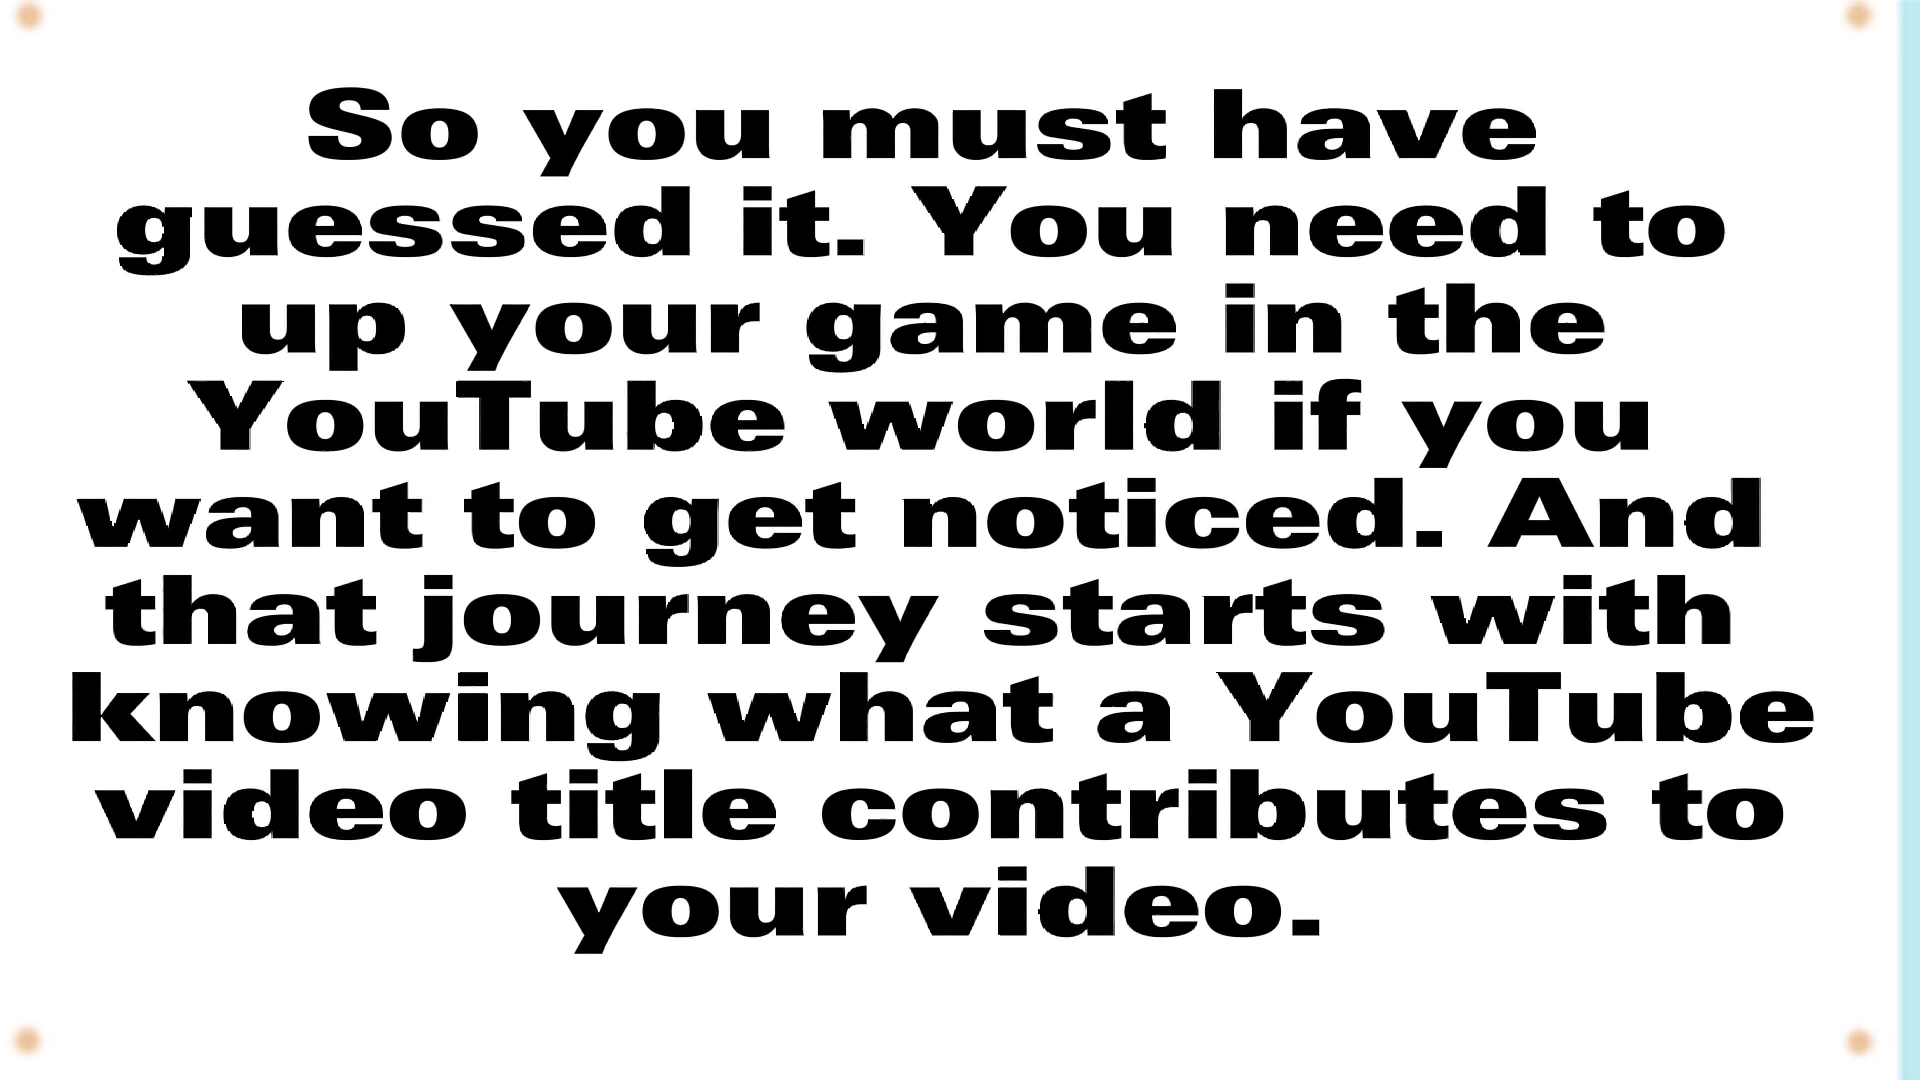 So you must have
guessed it. You need to
up your game in the
YouTube world if you
want to get noticed. And
that journey starts with
knowing what a YouTube
video title contributes to
your video.